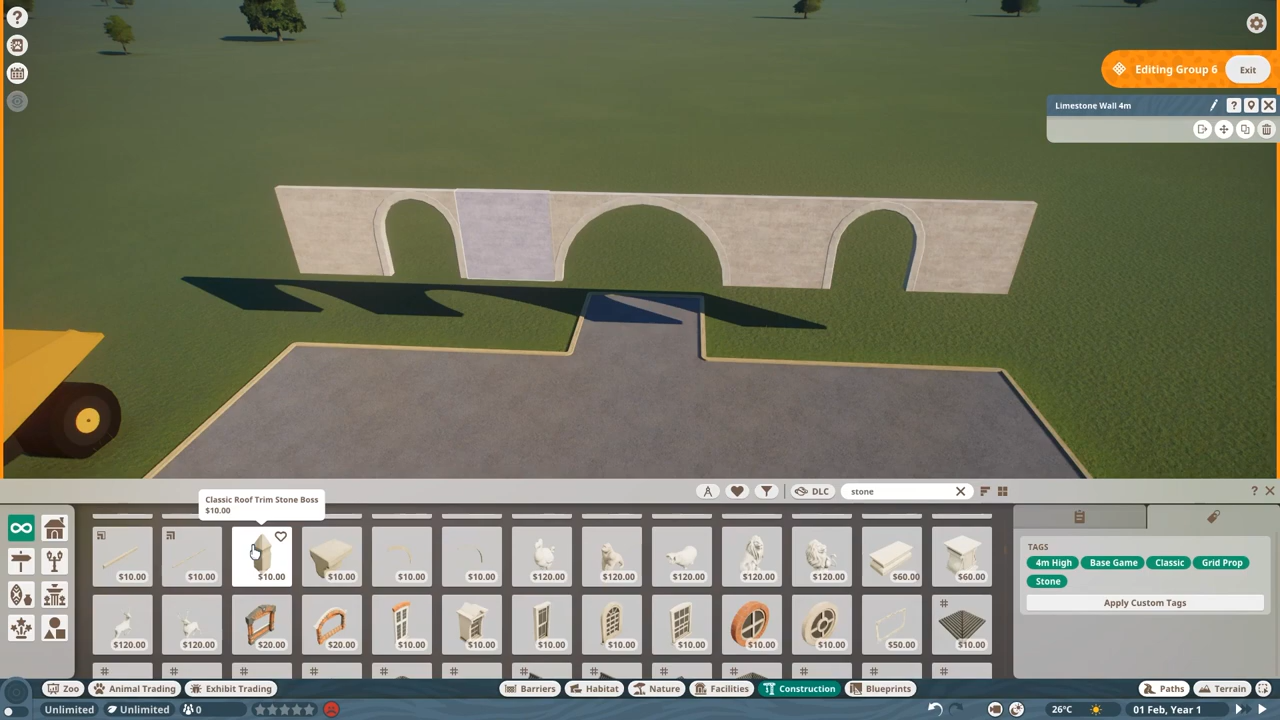 ?
Editing Group 6
Exit
Limestone Wall 4m
?
DLC
stone
?
Classic Roof Trim Stone Boss
$10.00
$10.00
$10.00
$10.00
$10.00
$10.00
$10.00
$120.00
$120.00
$120.00
$120.00
$120.00
$60.00
$60.00
$120.00
$120.00
$20.00
$20.00
$10.00
$10.00
$10.00
$10.00
$10.00
$10.00
$10.00
$50.00
$10.00
TAGS
4m High
Base Game
Classic
Grid Prop
Stone
Apply Custom Tags
Zoo
Animal Trading
Exhibit Trading
Barriers
Habitat
Nature
Facilities
Construction
Blueprints
Paths
Terrain
Unlimited
Unlimited
0
26°C
01 Feb, Year 1